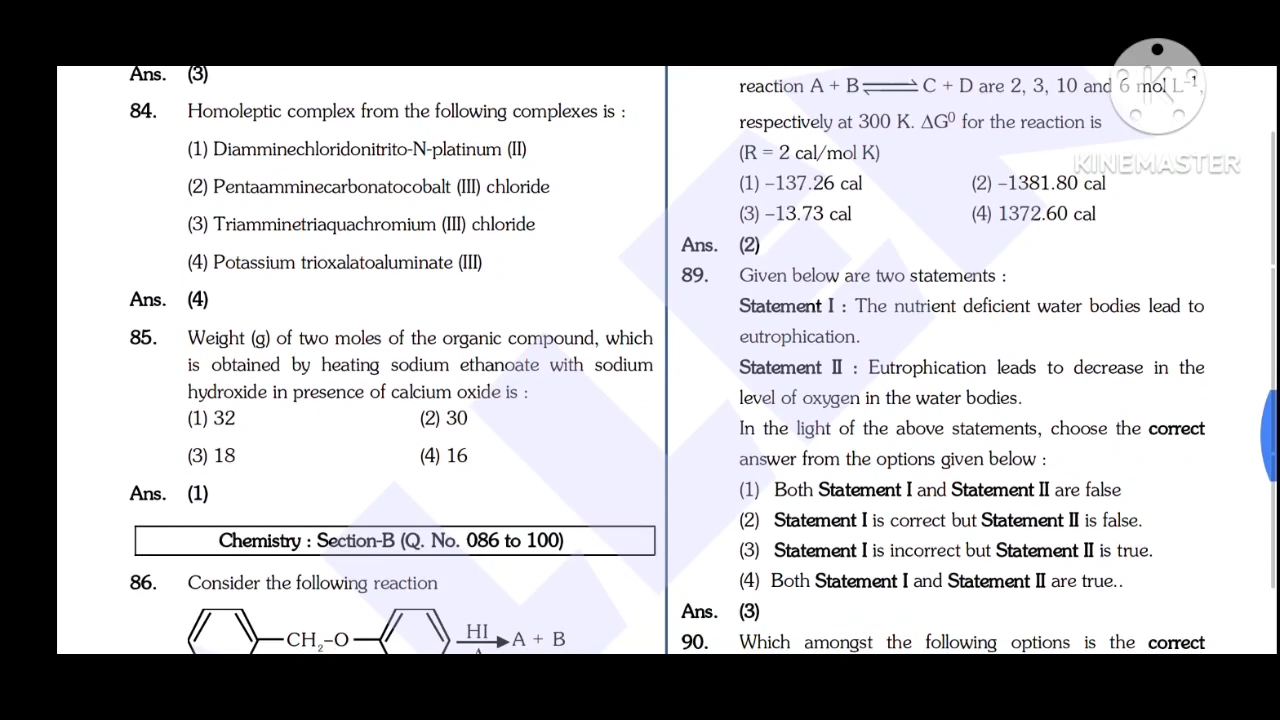 Ans. (3)
84. Homoleptic complex from the following complexes is :
(1) Diamminechloridonitrito-N-platinum (II)
(2) Pentaamminecarbonatocobalt (III) chloride
(3) Triamminetriaquachromium (III) chloride
(4) Potassium trioxalatoaluminate (III)
Ans. (4)
85. Weight (g) of two moles of the organic compound, which
is obtained by heating sodium ethanoate with sodium
hydroxide in presence of calcium oxide is :
(1) 32 (2) 30
(3) 18 (4) 16
Ans. (1)
Chemistry : Section-B (Q. No. 086 to 100)
86. Consider the following reaction
CH₂–O HI A + B
reaction A + B ⇌ C + D are 2, 3, 10 and 6 mol L⁻¹,
respectively at 300 K. ΔG⁰ for the reaction is
(R = 2 cal/mol K)
(1) –137.26 cal (2) –1381.80 cal
(3) –13.73 cal (4) 1372.60 cal
Ans. (2)
89. Given below are two statements :
Statement I : The nutrient deficient water bodies lead to
eutrophication.
Statement II : Eutrophication leads to decrease in the
level of oxygen in the water bodies.
In the light of the above statements, choose the correct
answer from the options given below :
(1) Both Statement I and Statement II are false
(2) Statement I is correct but Statement II is false.
(3) Statement I is incorrect but Statement II is true.
(4) Both Statement I and Statement II are true..
Ans. (3)
90. Which amongst the following options is the correct
K
KINEMASTER